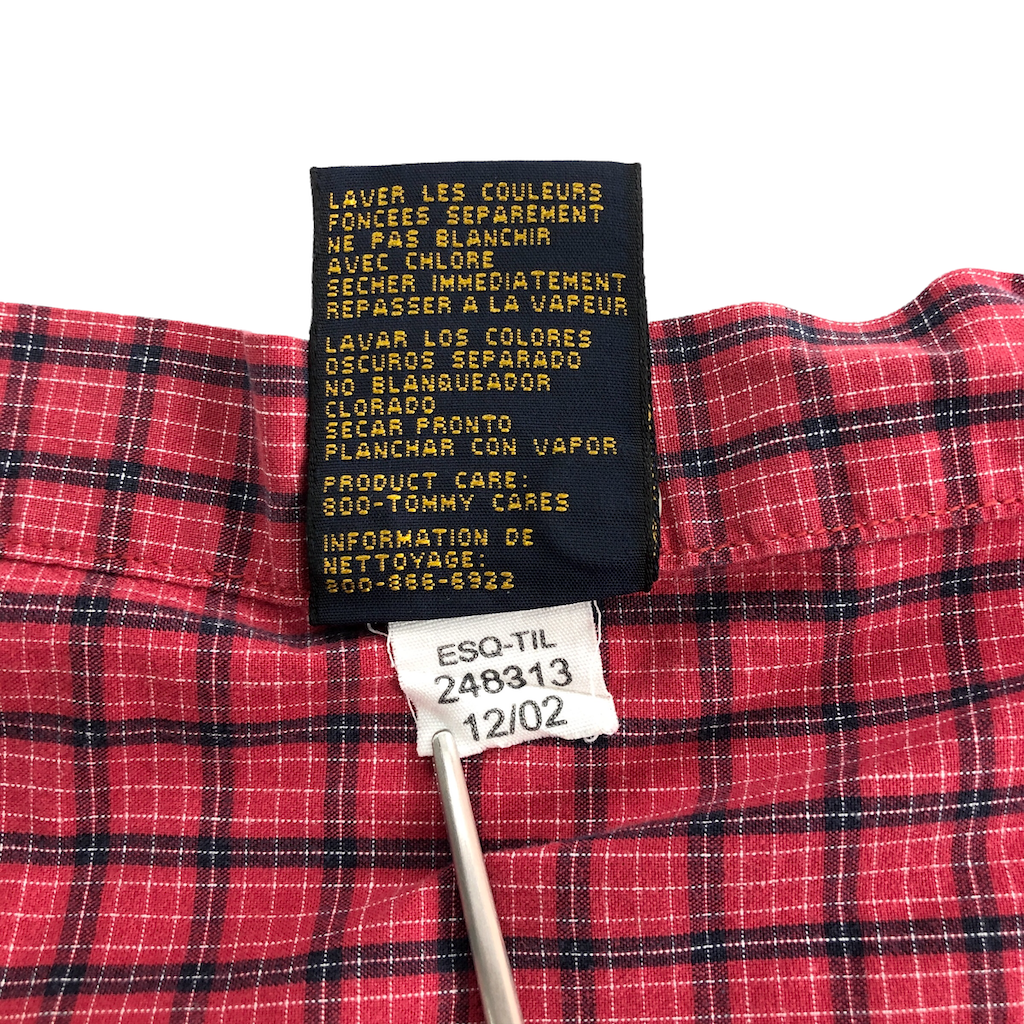 LAVER LES COULEURS
FONCEES SEPAREMENT
NE PAS BLANCHIR
AVEC CHLORE
SECHER IMMEDIATEMENT
REPASSER A LA VAPEUR
LAVAR LOS COLORES
OSCUROS SEPARADO
NO BLANQUEADOR
CLORADO
SECAR PRONTO
PLANCHAR CON VAPOR
PRODUCT CARE:
800-TOMMY CARES
INFORMATION DE
NETTOYAGE:
800-866-6922
ESQ-TIL
248313
12/02